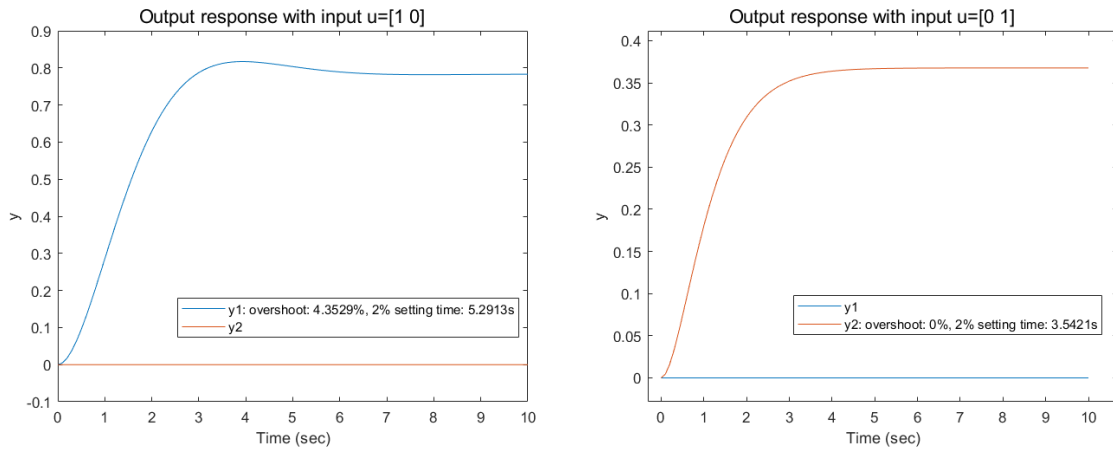 Output response with input u=[1 0]
0.9
0.8
0.7
0.6
0.5
0.4
0.3
0.2
0.1
0
-0.1
y
y1: overshoot: 4.3529%, 2% setting time: 5.2913s
y2
0 1 2 3 4 5 6 7 8 9 10
Time (sec)
Output response with input u=[0 1]
0.4
0.35
0.3
0.25
0.2
0.15
0.1
0.05
0
y
y1
y2: overshoot: 0%, 2% setting time: 3.5421s
0 1 2 3 4 5 6 7 8 9 10
Time (sec)